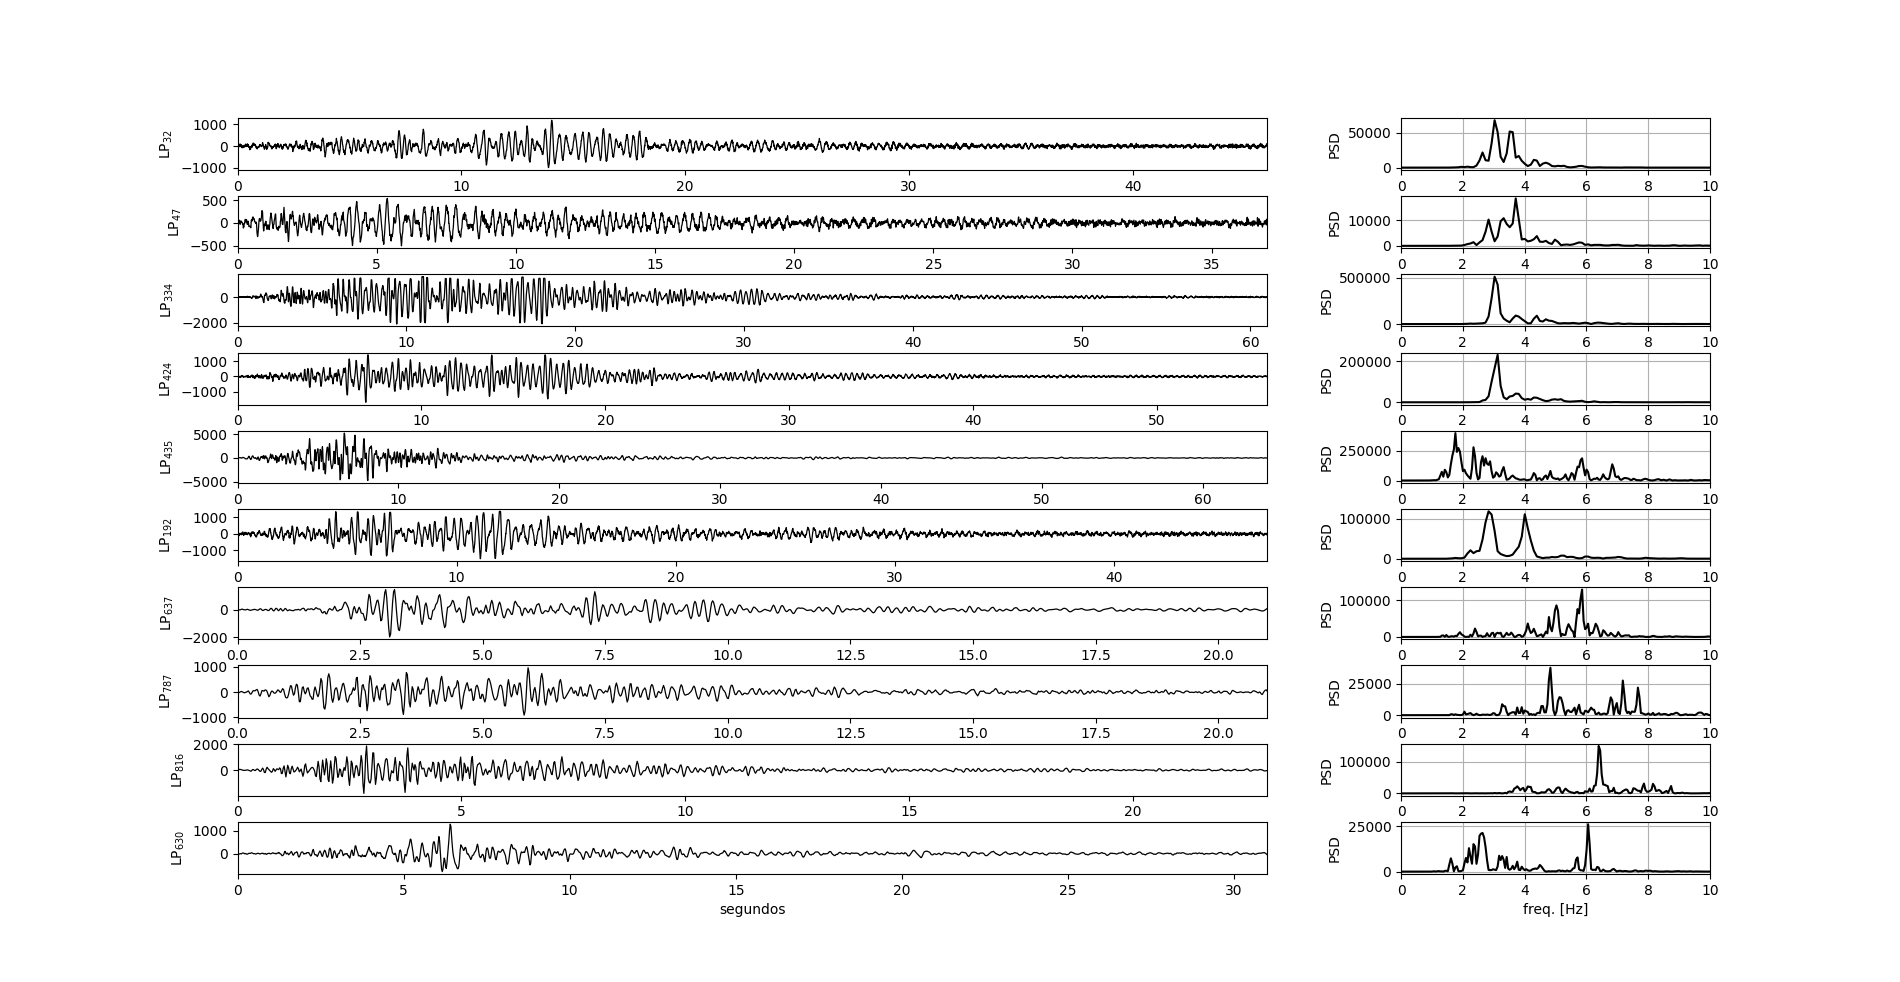 LP32
1000
0
−1000
0 10 20 30 40
PSD
50000
0
0 2 4 6 8 10
LP47
500
0
−500
0 5 10 15 20 25 30 35
PSD
10000
0
0 2 4 6 8 10
LP334
0
−2000
0 10 20 30 40 50 60
PSD
500000
0
0 2 4 6 8 10
LP424
1000
0
−1000
0 10 20 30 40 50
PSD
200000
0
0 2 4 6 8 10
LP435
5000
0
−5000
0 10 20 30 40 50 60
PSD
250000
0
0 2 4 6 8 10
LP192
1000
0
−1000
0 10 20 30 40
PSD
100000
0
0 2 4 6 8 10
LP637
0
−2000
0.0 2.5 5.0 7.5 10.0 12.5 15.0 17.5 20.0
PSD
100000
0
0 2 4 6 8 10
LP787
1000
0
−1000
0.0 2.5 5.0 7.5 10.0 12.5 15.0 17.5 20.0
PSD
25000
0
0 2 4 6 8 10
LP816
2000
0
0 5 10 15 20
PSD
100000
0
0 2 4 6 8 10
LP630
1000
0
0 5 10 15 20 25 30
segundos
PSD
25000
0
0 2 4 6 8 10
freq. [Hz]